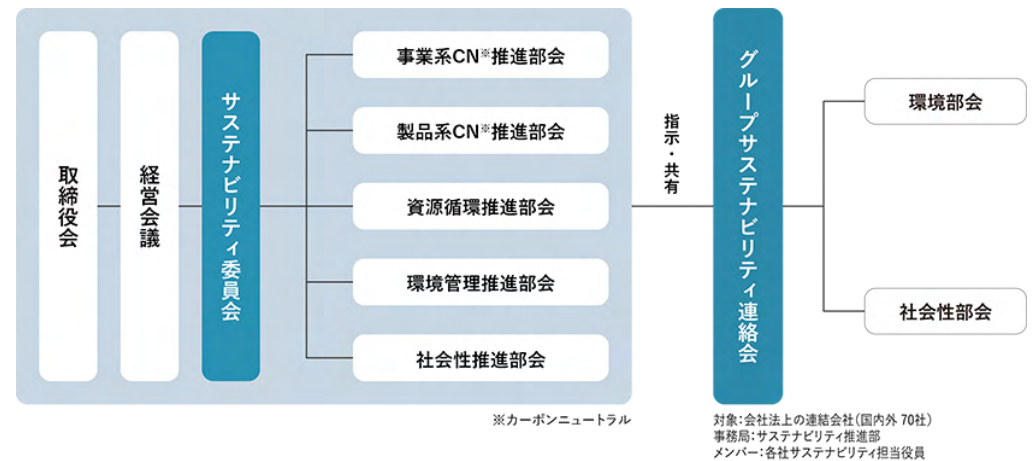 取締役会
経営会議
サステナビリティ委員会
事業系CN※推進部会
製品系CN※推進部会
資源循環推進部会
環境管理推進部会
社会性推進部会
※カーボンニュートラル
指示・共有
グループサステナビリティ連絡会
環境部会
社会性部会
対象:会社法上の連結会社(国内外 70社)
事務局:サステナビリティ推進部
メンバー:各社サステナビリティ担当役員